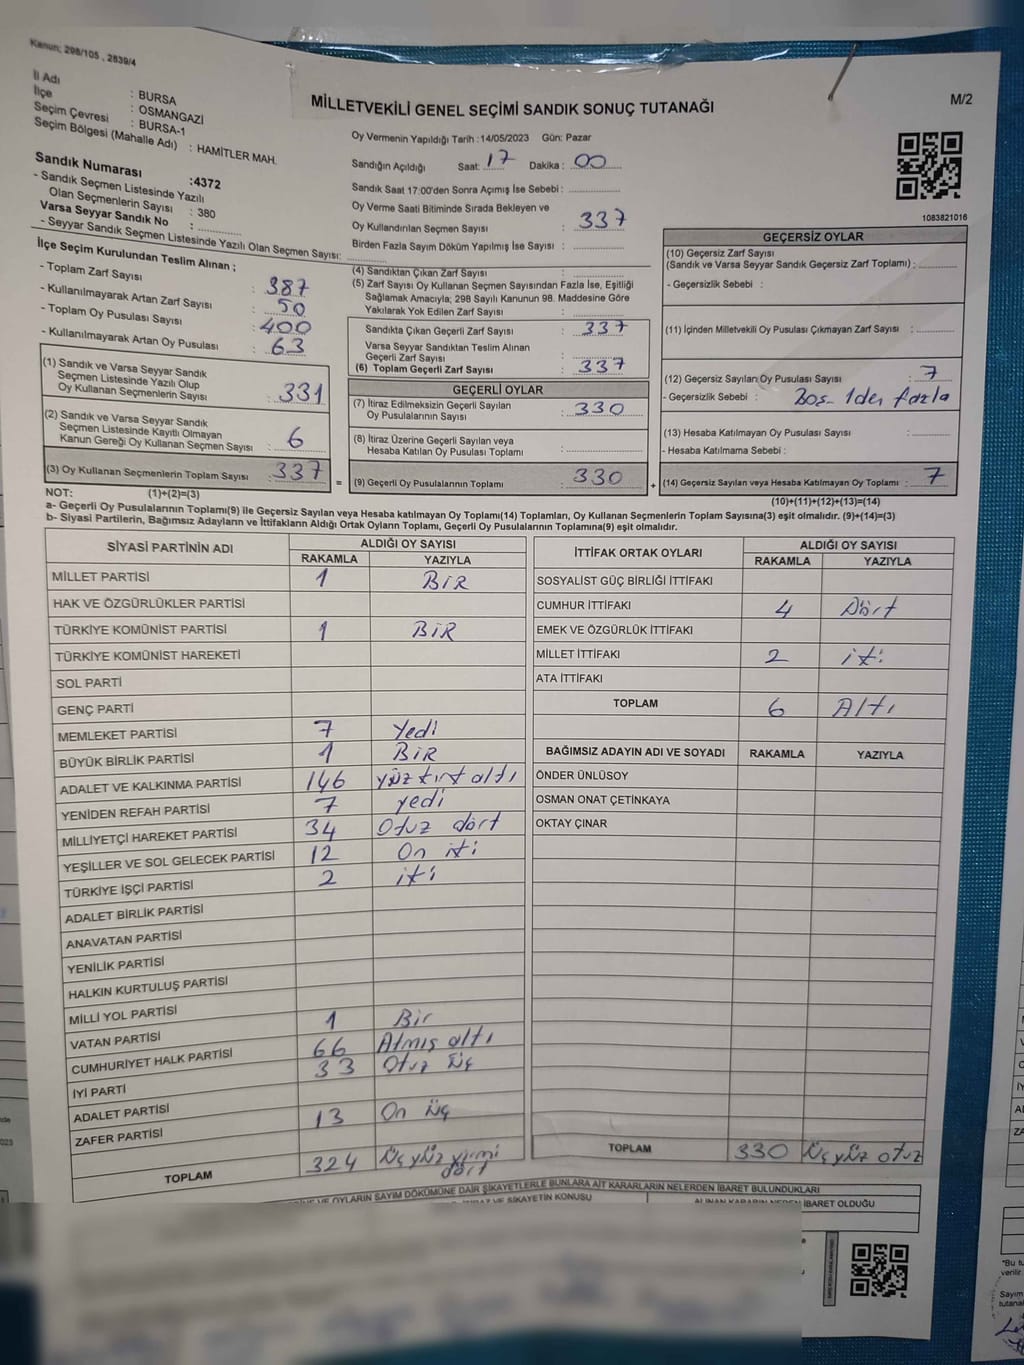 Kanun; 298/105 , 2839/4
İl Adı : BURSA
İlçe : OSMANGAZİ
Seçim Çevresi : BURSA-1
Seçim Bölgesi (Mahalle Adı) : HAMİTLER MAH.
Sandık Numarası :4372
- Sandık Seçmen Listesinde Yazılı
Olan Seçmenlerin Sayısı : 380
Varsa Seyyar Sandık No :
- Seyyar Sandık Seçmen Listesinde Yazılı Olan Seçmen Sayısı:
İlçe Seçim Kurulundan Teslim Alınan ;
- Toplam Zarf Sayısı : 387
- Kullanılmayarak Artan Zarf Sayısı : 50
- Toplam Oy Pusulası Sayısı : 400
- Kullanılmayarak Artan Oy Pusulası : 63
(1) Sandık ve Varsa Seyyar Sandık
Seçmen Listesinde Yazılı Olup
Oy Kullanan Seçmenlerin Sayısı : 331
(2) Sandık ve Varsa Seyyar Sandık
Seçmen Listesinde Kayıtlı Olmayan
Kanun Gereği Oy Kullanan Seçmen Sayısı : 6
(3) Oy Kullanan Seçmenlerin Toplam Sayısı : 337
MİLLETVEKİLİ GENEL SEÇİMİ SANDIK SONUÇ TUTANAĞI
M/2
Oy Vermenin Yapıldığı Tarih :14/05/2023 Gün: Pazar
Sandığın Açıldığı Saat: 17 Dakika : 00
Sandık Saat 17:00'den Sonra Açımış İse Sebebi :
Oy Verme Saati Bitiminde Sırada Bekleyen ve
Oy Kullandırılan Seçmen Sayısı : 337
Birden Fazla Sayım Döküm Yapılmış İse Sayısı :
(4) Sandıktan Çıkan Zarf Sayısı :
(5) Zarf Sayısı Oy Kullanan Seçmen Sayısından Fazla İse, Eşitliği
Sağlamak Amacıyla; 298 Sayılı Kanunun 98. Maddesine Göre
Yakılarak Yok Edilen Zarf Sayısı :
Sandıkta Çıkan Geçerli Zarf Sayısı : 337
Varsa Seyyar Sandıktan Teslim Alınan
Geçerli Zarf Sayısı :
(6) Toplam Geçerli Zarf Sayısı : 337
GEÇERLİ OYLAR
(7) İtiraz Edilmeksizin Geçerli Sayılan
Oy Pusulalarının Sayısı : 330
(8) İtiraz Üzerine Geçerli Sayılan veya
Hesaba Katılan Oy Pusulası Toplamı :
= (9) Geçerli Oy Pusulalarının Toplamı : 330
1083821016
GEÇERSİZ OYLAR
(10) Geçersiz Zarf Sayısı
(Sandık ve Varsa Seyyar Sandık Geçersiz Zarf Toplamı) :
- Geçersizlik Sebebi :
(11) İçinden Milletvekili Oy Pusulası Çıkmayan Zarf Sayısı :
(12) Geçersiz Sayılan Oy Pusulası Sayısı : 7
- Geçersizlik Sebebi : Boş - 1den fazla
(13) Hesaba Katılmayan Oy Pusulası Sayısı :
- Hesaba Katılmama Sebebi :
+ (14) Geçersiz Sayılan veya Hesaba Katılmayan Oy Toplamı : 7
NOT: (1)+(2)=(3) (10)+(11)+(12)+(13)=(14)
a- Geçerli Oy Pusulalarının Toplamı(9) ile Geçersiz Sayılan veya Hesaba katılmayan Oy Toplamı(14) Toplamları, Oy Kullanan Seçmenlerin Toplam Sayısına(3) eşit olmalıdır. (9)+(14)=(3)
b- Siyasi Partilerin, Bağımsız Adayların ve İttifakların Aldığı Ortak Oyların Toplamı, Geçerli Oy Pusulalarının Toplamına(9) eşit olmalıdır.
SİYASİ PARTİNİN ADI ALDIĞI OY SAYISI
RAKAMLA YAZIYLA
MİLLET PARTİSİ 1 BİR
HAK VE ÖZGÜRLÜKLER PARTİSİ
TÜRKİYE KOMÜNİST PARTİSİ 1 BİR
TÜRKİYE KOMÜNİST HAREKETİ
SOL PARTİ
GENÇ PARTİ
MEMLEKET PARTİSİ 7 Yedi
BÜYÜK BİRLİK PARTİSİ 1 BİR
ADALET VE KALKINMA PARTİSİ 146 yüz kırk altı
YENİDEN REFAH PARTİSİ 7 yedi
MİLLİYETÇİ HAREKET PARTİSİ 34 Otuz dört
YEŞİLLER VE SOL GELECEK PARTİSİ 12 On iki
TÜRKİYE İŞÇİ PARTİSİ 2 iki
ADALET BİRLİK PARTİSİ
ANAVATAN PARTİSİ
YENİLİK PARTİSİ
HALKIN KURTULUŞ PARTİSİ
MİLLİ YOL PARTİSİ
VATAN PARTİSİ 1 Bir
CUMHURİYET HALK PARTİSİ 66 Atmış altı
İYİ PARTİ 33 Otuz üç
ADALET PARTİSİ
ZAFER PARTİSİ 13 On üç
TOPLAM 324 üçyüz yirmi dört
İTTİFAK ORTAK OYLARI ALDIĞI OY SAYISI
RAKAMLA YAZIYLA
SOSYALİST GÜÇ BİRLİĞİ İTTİFAKI
CUMHUR İTTİFAKI 4 Dört
EMEK VE ÖZGÜRLÜK İTTİFAKI
MİLLET İTTİFAKI 2 iki
ATA İTTİFAKI
TOPLAM 6 Altı
BAĞIMSIZ ADAYIN ADI VE SOYADI RAKAMLA YAZIYLA
ÖNDER ÜNLÜSOY
OSMAN ONAT ÇETİNKAYA
OKTAY ÇINAR
TOPLAM 330 üçyüz otuz
VE OYLARIN SAYIM DÖKÜMÜNE DAİR ŞİKAYETLERLE BUNLARA AİT KARARLARIN NELERDEN İBARET BULUNDUKLARI
VE ŞİKAYETİN KONUSU ALINAN KARARIN NEDEN İBARET OLDUĞU